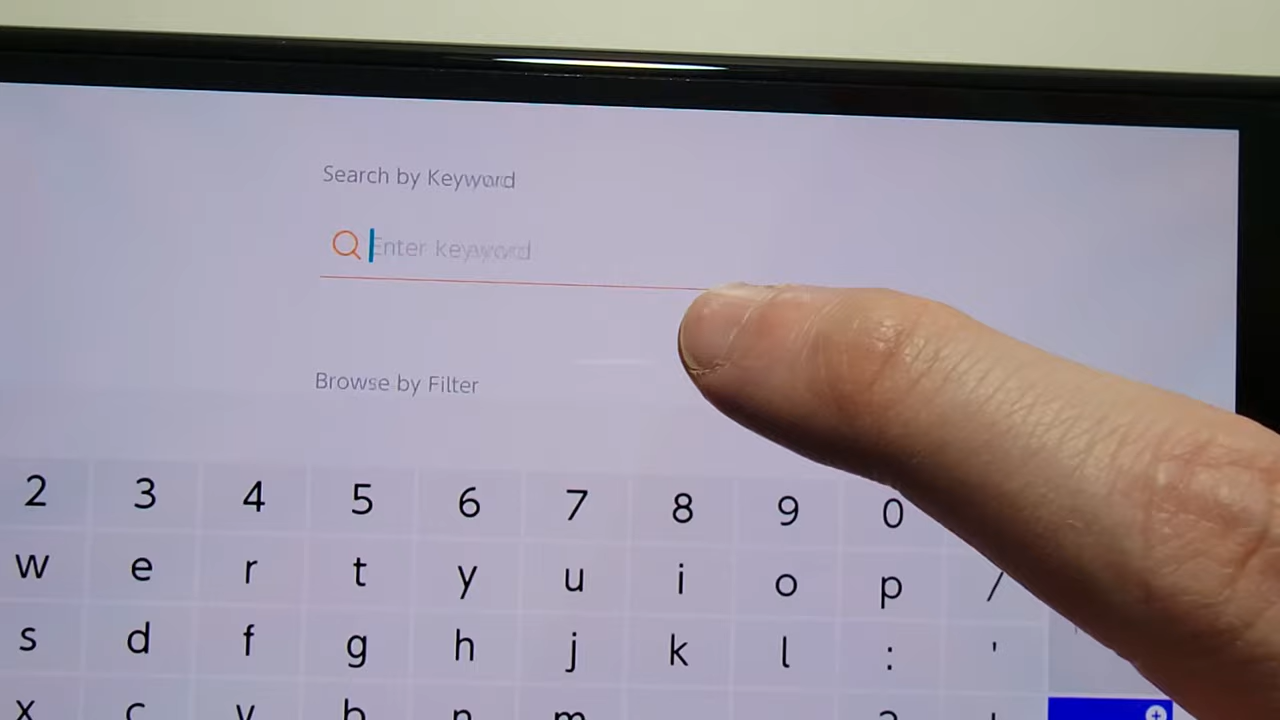 Search by Keyword
Enter keyword
Browse by Filter
2 3 4 5 6 7 8 9 0
w e r t y u i o p /
s d f g h j k l : '
x c v b n m